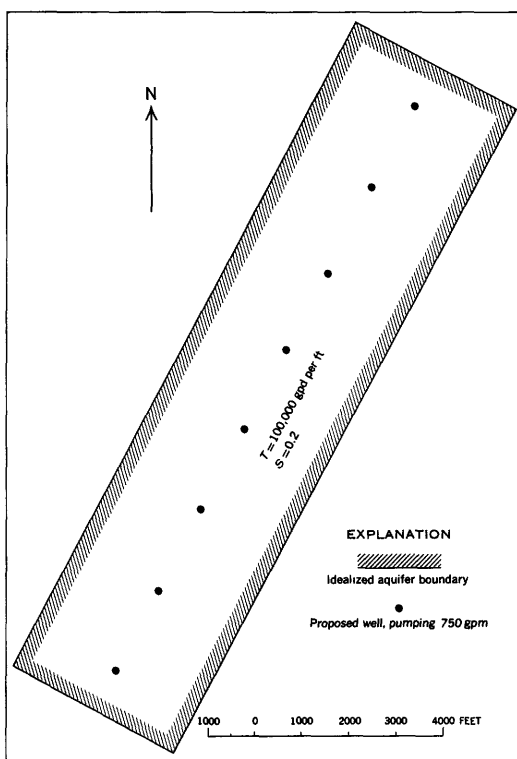 N
T=100,000 gpd per ft
S=0.2
EXPLANATION
Idealized aquifer boundary
Proposed well, pumping 750 gpm
1000 0 1000 2000 3000 4000 FEET